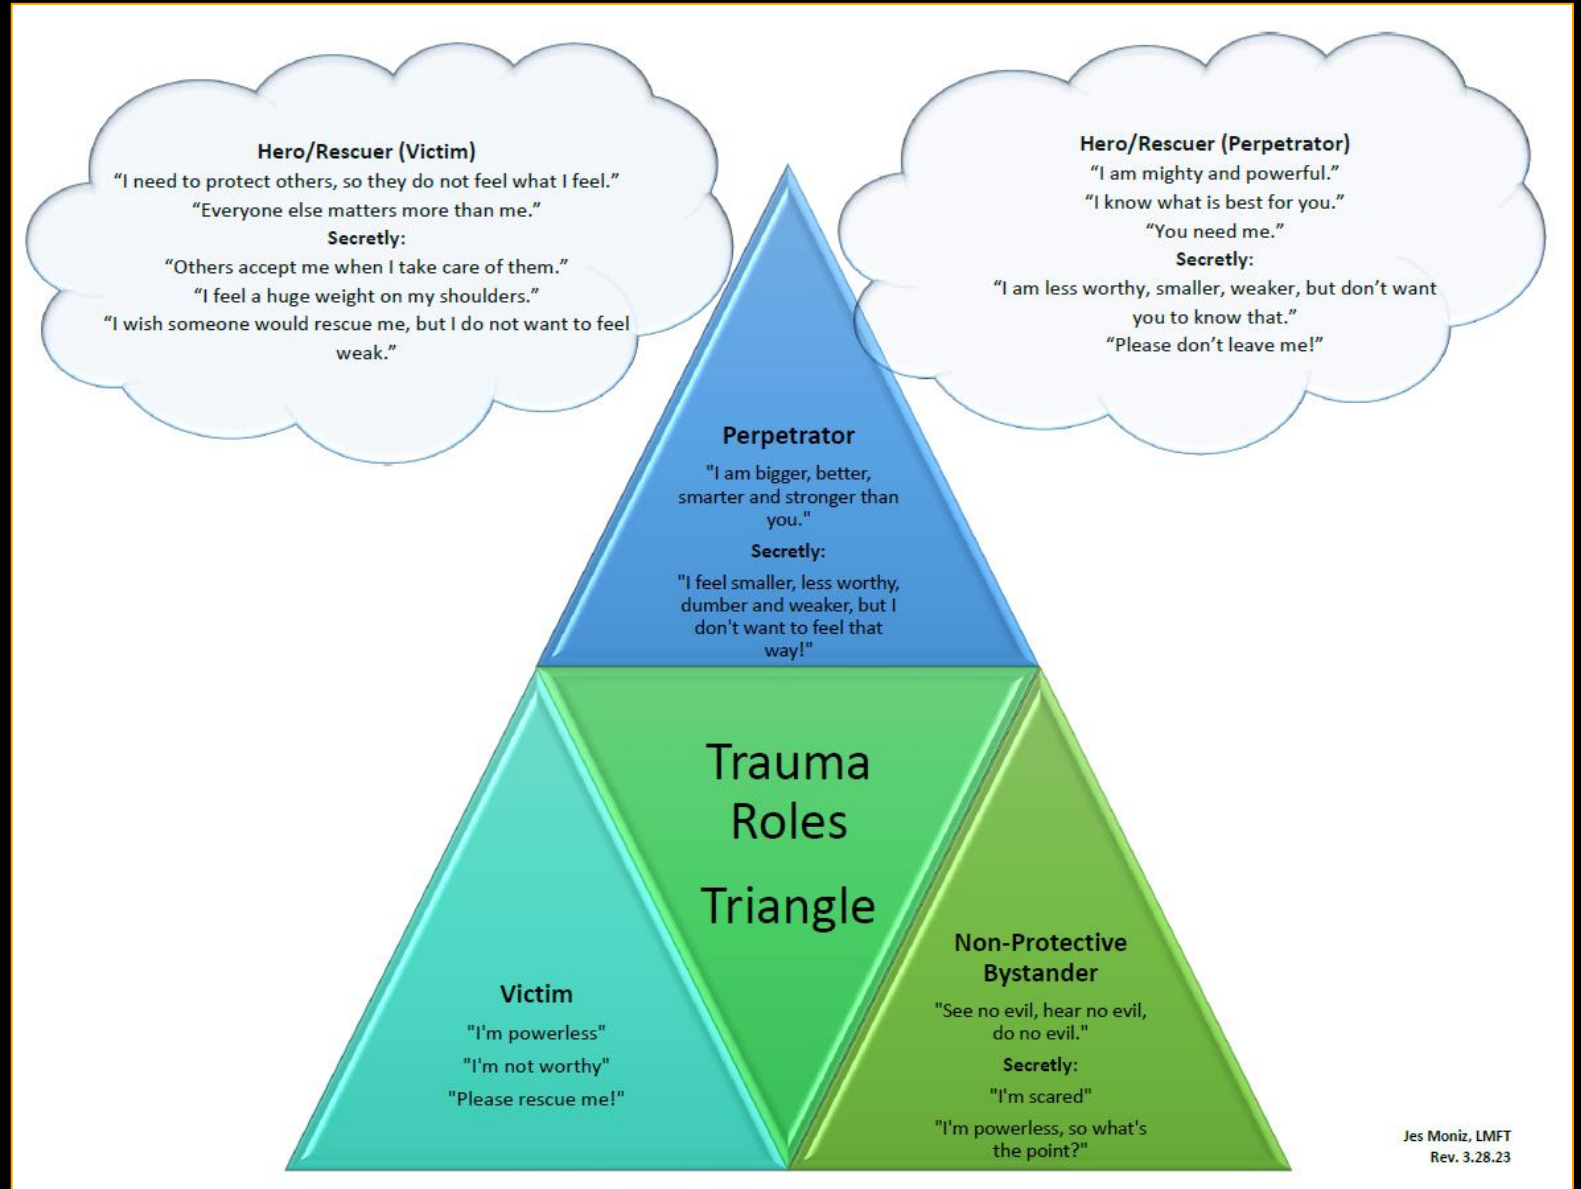 Hero/Rescuer (Victim)
“I need to protect others, so they do not feel what I feel.”
“Everyone else matters more than me.”
Secretly:
“Others accept me when I take care of them.”
“I feel a huge weight on my shoulders.”
“I wish someone would rescue me, but I do not want to feel
weak.”
Hero/Rescuer (Perpetrator)
“I am mighty and powerful.”
“I know what is best for you.”
“You need me.”
Secretly:
“I am less worthy, smaller, weaker, but don’t want
you to know that.”
“Please don’t leave me!”
Perpetrator
"I am bigger, better,
smarter and stronger than
you."
Secretly:
"I feel smaller, less worthy,
dumber and weaker, but I
don't want to feel that
way!"
Trauma
Roles
Triangle
Victim
"I'm powerless"
"I'm not worthy"
"Please rescue me!"
Non-Protective
Bystander
"See no evil, hear no evil,
do no evil."
Secretly:
"I'm scared"
"I'm powerless, so what's
the point?"
Jes Moniz, LMFT
Rev. 3.28.23